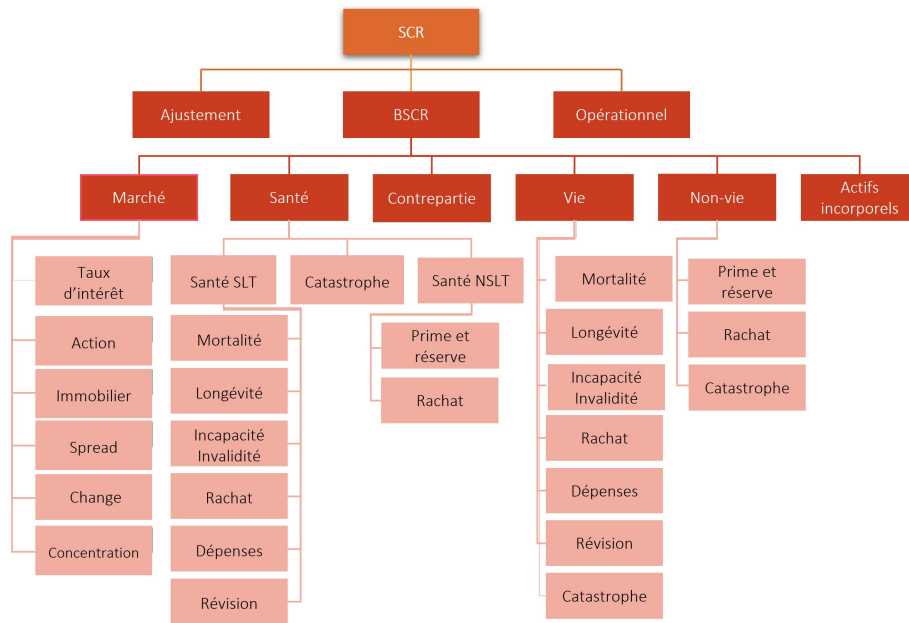 SCR
Ajustement
BSCR
Opérationnel
Marché
Santé
Contrepartie
Vie
Non-vie
Actifs
incorporels
Taux
d'intérêt
Action
Immobilier
Spread
Change
Concentration
Santé SLT
Mortalité
Longévité
Incapacité
Invalidité
Rachat
Dépenses
Révision
Catastrophe
Santé NSLT
Prime et
réserve
Rachat
Mortalité
Longévité
Incapacité
Invalidité
Rachat
Dépenses
Révision
Catastrophe
Prime et
réserve
Rachat
Catastrophe